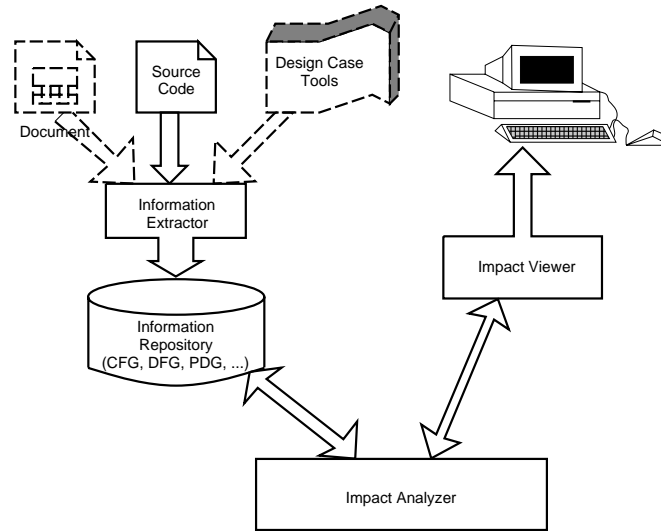 Document
Source
Code
Design Case
Tools
Information
Extractor
Information
Repository
(CFG, DFG, PDG, ...)
Impact Viewer
Impact Analyzer